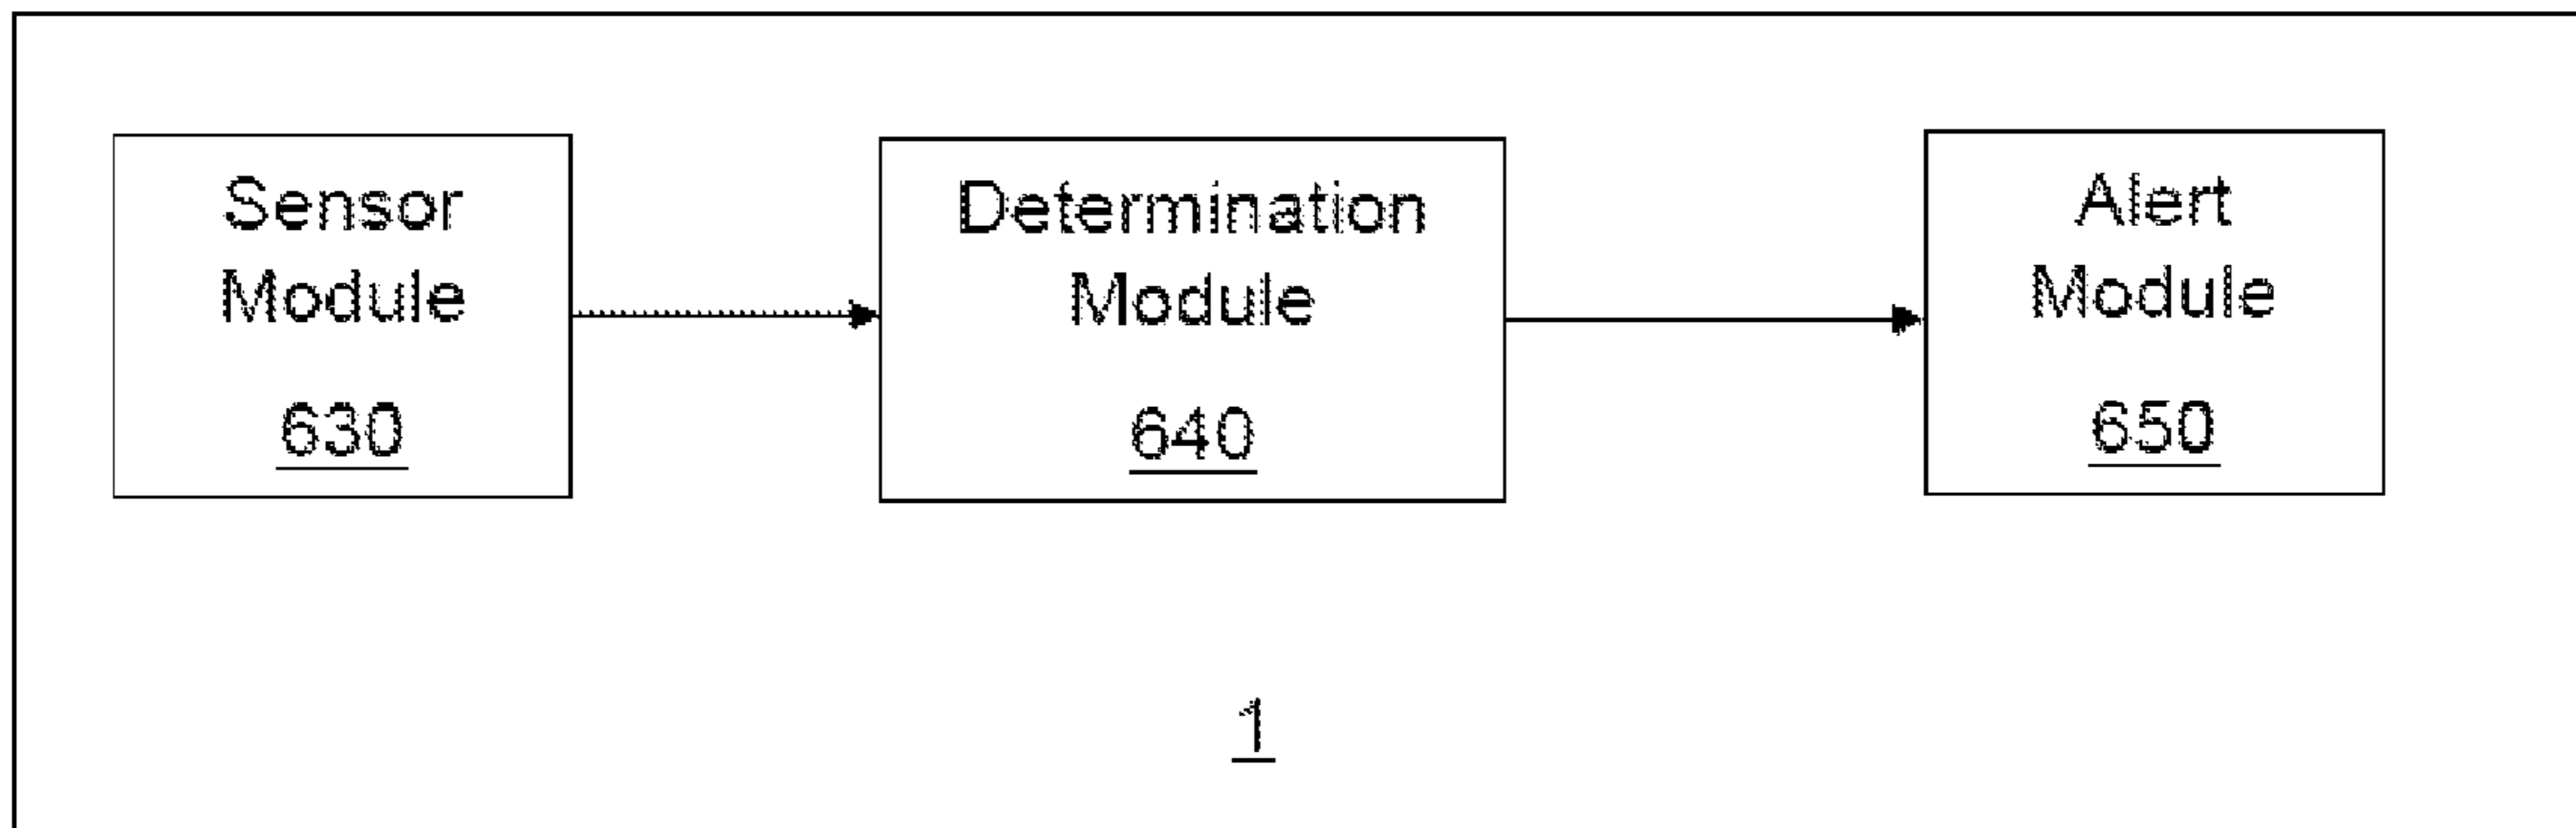 Sensor
Module
630
Determination
Module
640
Alert
Module
650
1